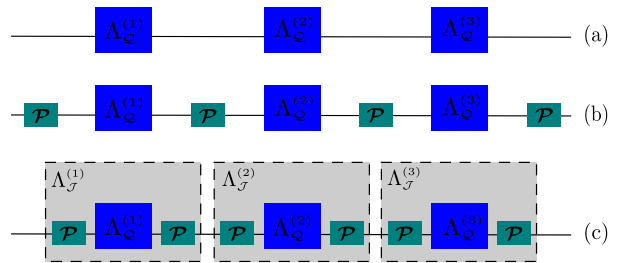 Λ_𝒬^(1) Λ_𝒬^(2) Λ_𝒬^(3) (a)
𝒫 Λ_𝒬^(1) 𝒫 Λ_𝒬^(2) 𝒫 Λ_𝒬^(3) 𝒫 (b)
Λ_𝒥^(1) Λ_𝒥^(2) Λ_𝒥^(3)
𝒫 Λ_𝒬^(1) 𝒫 𝒫 Λ_𝒬^(2) 𝒫 𝒫 Λ_𝒬^(3) 𝒫 (c)